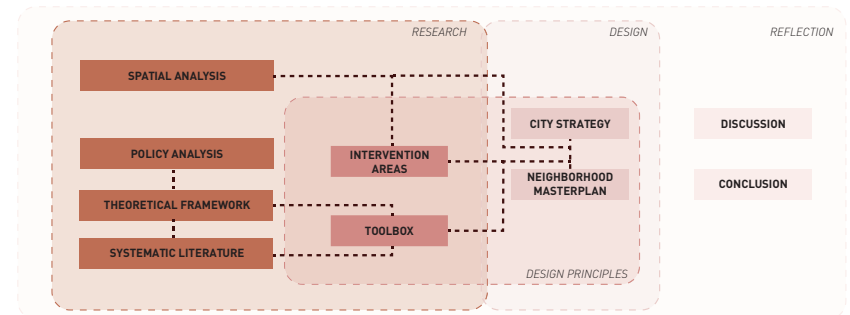 RESEARCH
DESIGN
REFLECTION
SPATIAL ANALYSIS
POLICY ANALYSIS
THEORETICAL FRAMEWORK
SYSTEMATIC LITERATURE
INTERVENTION
AREAS
TOOLBOX
CITY STRATEGY
NEIGHBORHOOD
MASTERPLAN
DESIGN PRINCIPLES
DISCUSSION
CONCLUSION